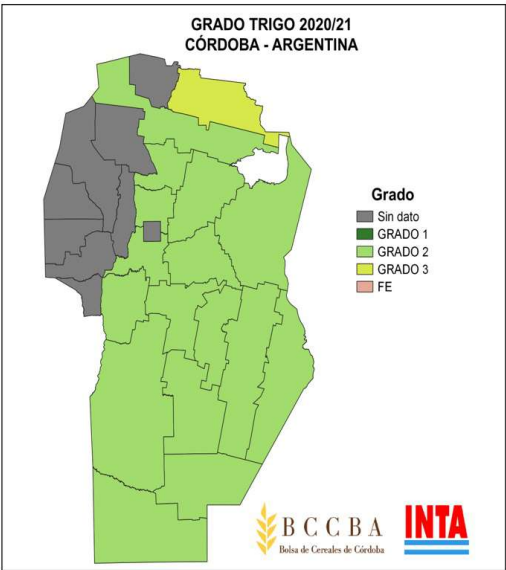 GRADO TRIGO 2020/21
CÓRDOBA - ARGENTINA
Grado
Sin dato
GRADO 1
GRADO 2
GRADO 3
FE
BCCBA
Bolsa de Cereales de Córdoba
INTA